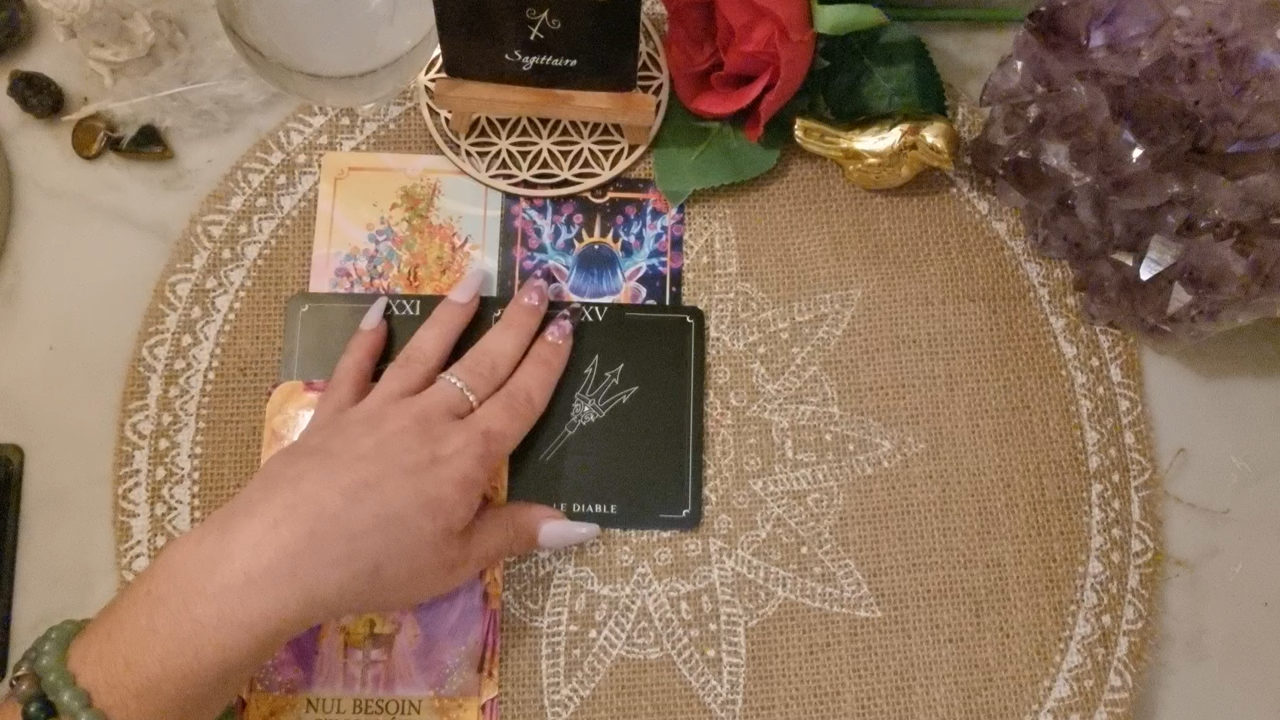 Sagittaire
XXI
XV
LE DIABLE
NUL BESOIN